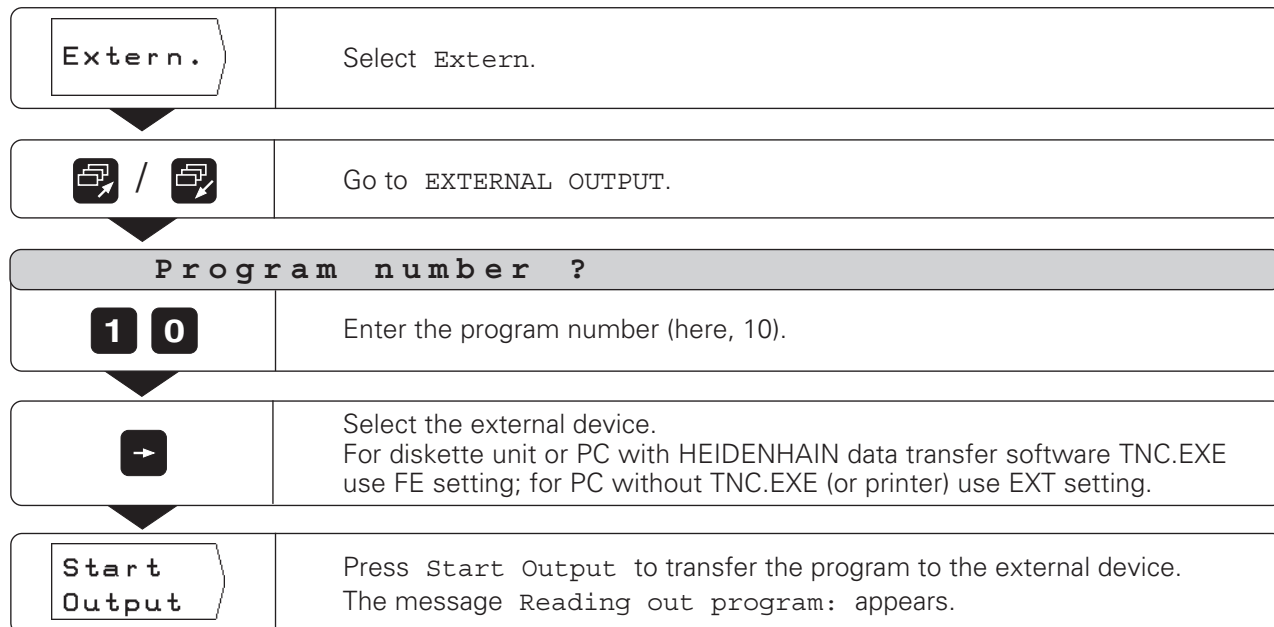 Extern.
Select Extern.
/
Go to EXTERNAL OUTPUT.
Program number ?
1 0
Enter the program number (here, 10).
Select the external device.
For diskette unit or PC with HEIDENHAIN data transfer software TNC.EXE
use FE setting; for PC without TNC.EXE (or printer) use EXT setting.
Start
Output
Press Start Output to transfer the program to the external device.
The message Reading out program: appears.